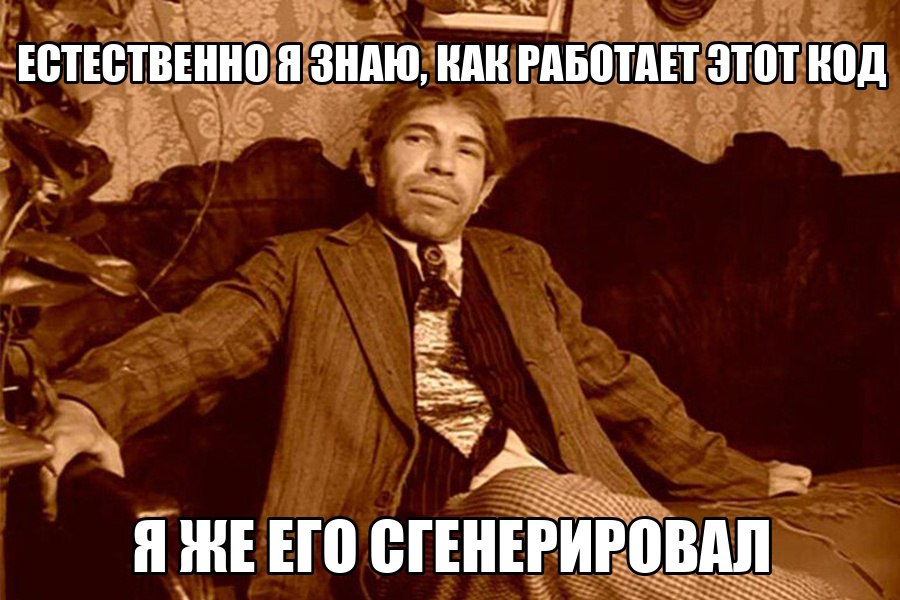 ЕСТЕСТВЕННО Я ЗНАЮ, КАК РАБОТАЕТ ЭТОТ КОД
Я ЖЕ ЕГО СГЕНЕРИРОВАЛ